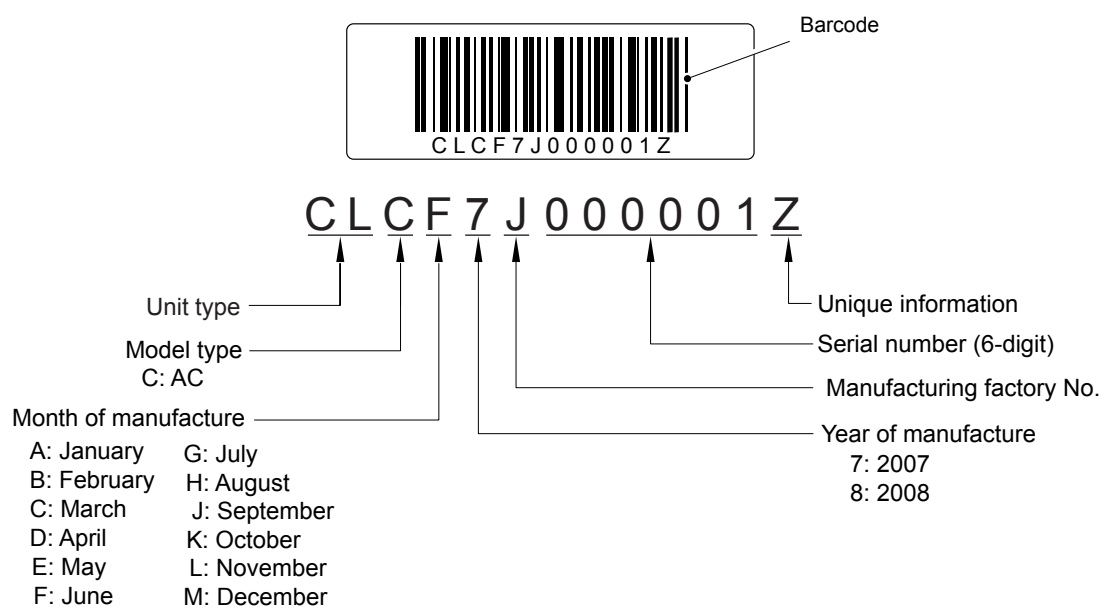 Barcode
CLCF7J000001Z
CLCF7J000001Z
Unit type
Unique information
Model type
C: AC
Serial number (6-digit)
Manufacturing factory No.
Month of manufacture
A: January
B: February
C: March
D: April
E: May
F: June
G: July
H: August
J: September
K: October
L: November
M: December
Year of manufacture
7: 2007
8: 2008